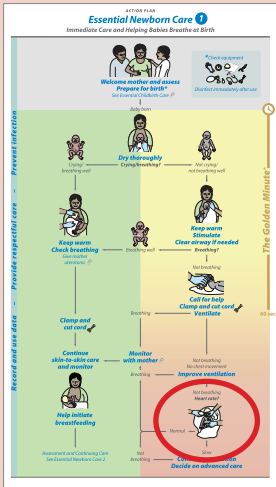 ACTION PLAN
Essential Newborn Care 1
Immediate Care and Helping Babies Breathe at Birth
Welcome mother and assess
Prepare for birth*
See Essential Childbirth Care
*Check equipment
Disinfect immediately after use
Baby born
Dry thoroughly
Crying/breathing?
Crying/
breathing well
Not crying/
not breathing well
Keep warm
Check breathing
Give mother
uterotonic!
Breathing well
Keep warm
Stimulate
Clear airway if needed
Breathing?
Not breathing
Call for help
Clamp and cut cord
Ventilate
Breathing
60 sec
Clamp and
cut cord
Continue
skin-to-skin care
and monitor
Monitor
with mother
Not breathing
No chest movement
Breathing
Improve ventilation
Not breathing
Heart rate?
Help initiate
breastfeeding
Normal
Slow
Assessment and Continuing Care
See Essential Newborn Care 2
Not
breathing
Decide on advanced care
Prevent infection
Provide respectful care
Record and use data
The Golden Minute®